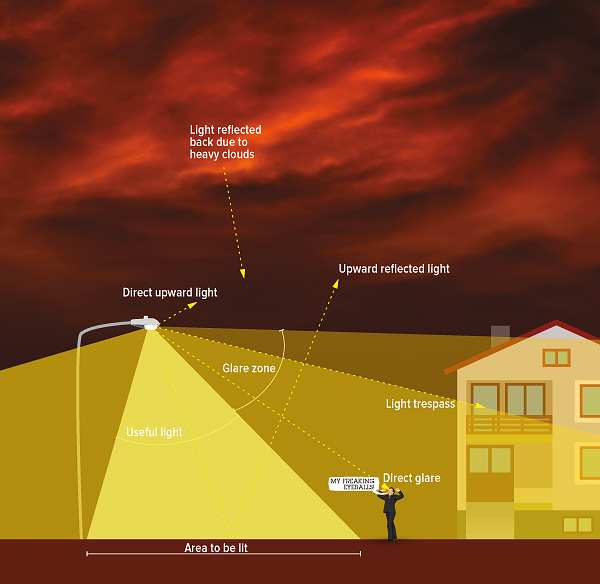 Light reflected
back due to
heavy clouds
Upward reflected light
Direct upward light
Glare zone
Light trespass
Useful light
Direct glare
MY FREAKING
EYEBALLS!
Area to be lit